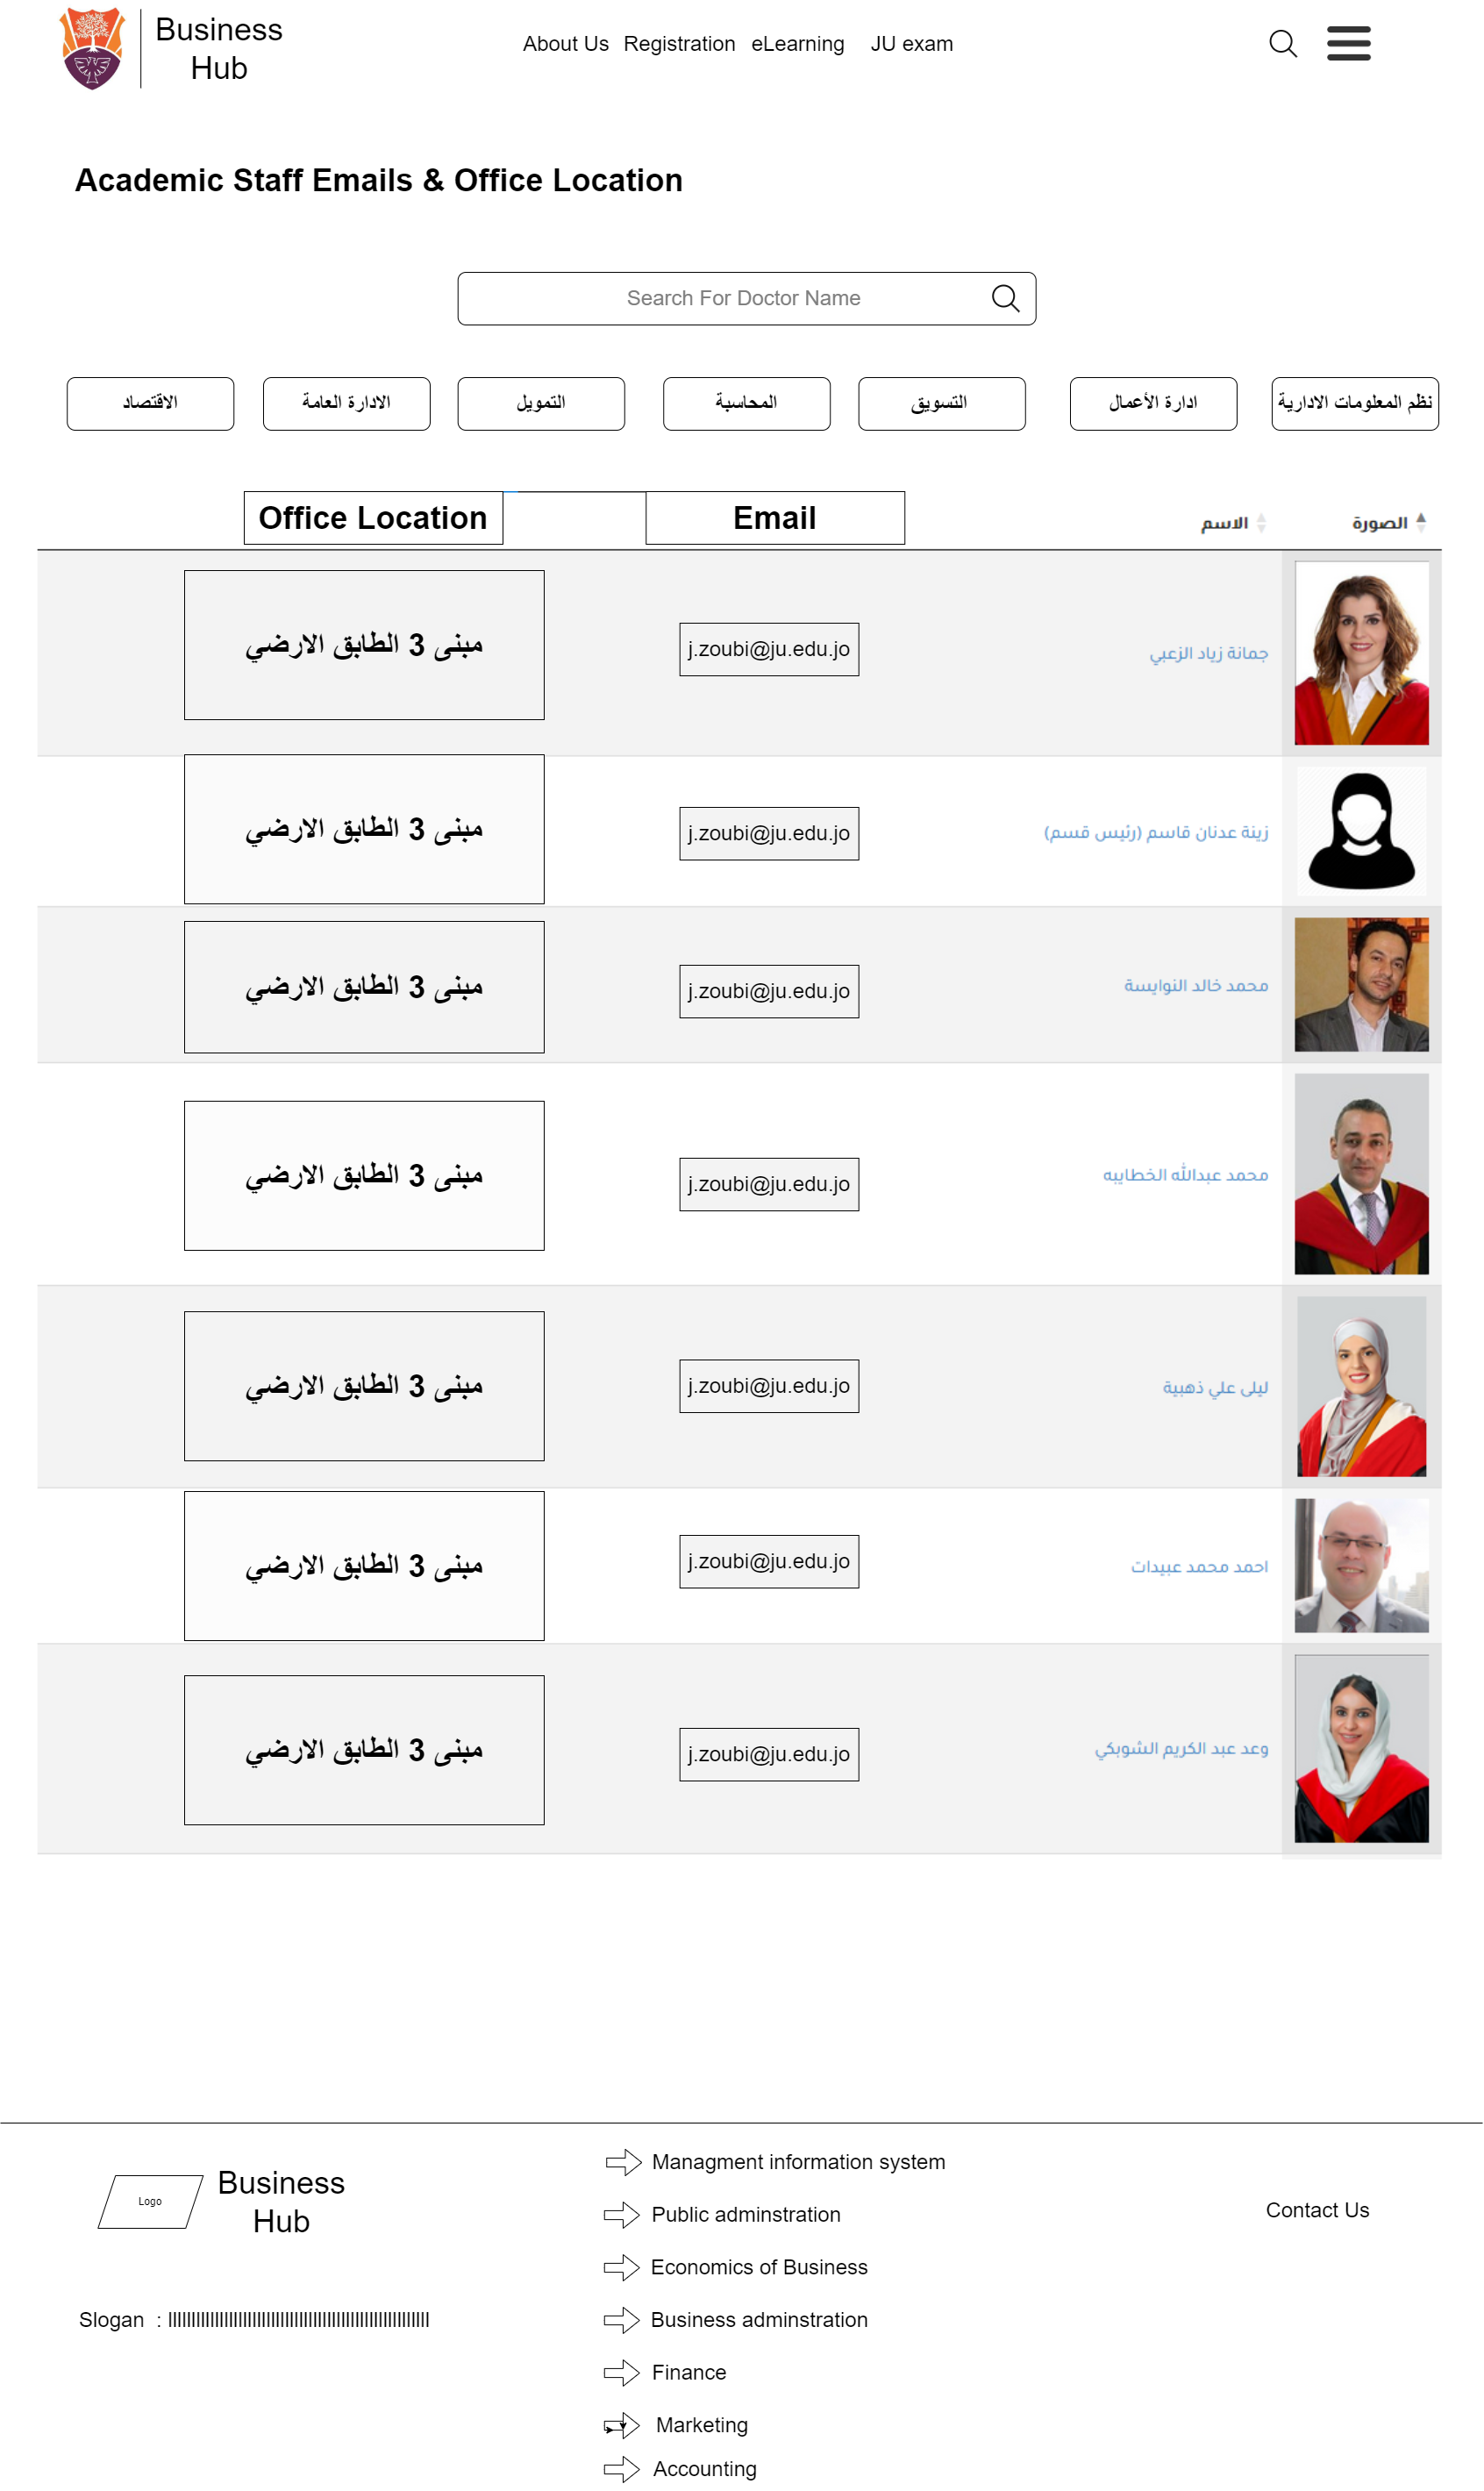 Business
Hub
About Us Registration eLearning JU exam
Academic Staff Emails & Office Location
Search For Doctor Name
نظم المعلومات الادارية
ادارة الأعمال
التسويق
المحاسبة
التمويل
الادارة العامة
الاقتصاد
الصورة
الاسم
Email
Office Location
جمانة زياد الزعبي
j.zoubi@ju.edu.jo
مبنى 3 الطابق الارضي
زينة عدنان قاسم (رئيس قسم)
j.zoubi@ju.edu.jo
مبنى 3 الطابق الارضي
محمد خالد النوايسة
j.zoubi@ju.edu.jo
مبنى 3 الطابق الارضي
محمد عبدالله الخطايبه
j.zoubi@ju.edu.jo
مبنى 3 الطابق الارضي
ليلى علي ذهبية
j.zoubi@ju.edu.jo
مبنى 3 الطابق الارضي
احمد محمد عبيدات
j.zoubi@ju.edu.jo
مبنى 3 الطابق الارضي
وعد عبد الكريم الشوبكي
j.zoubi@ju.edu.jo
مبنى 3 الطابق الارضي
Logo
Business
Hub
Slogan :
Managment information system
Public adminstration
Economics of Business
Business adminstration
Finance
Marketing
Accounting
Contact Us